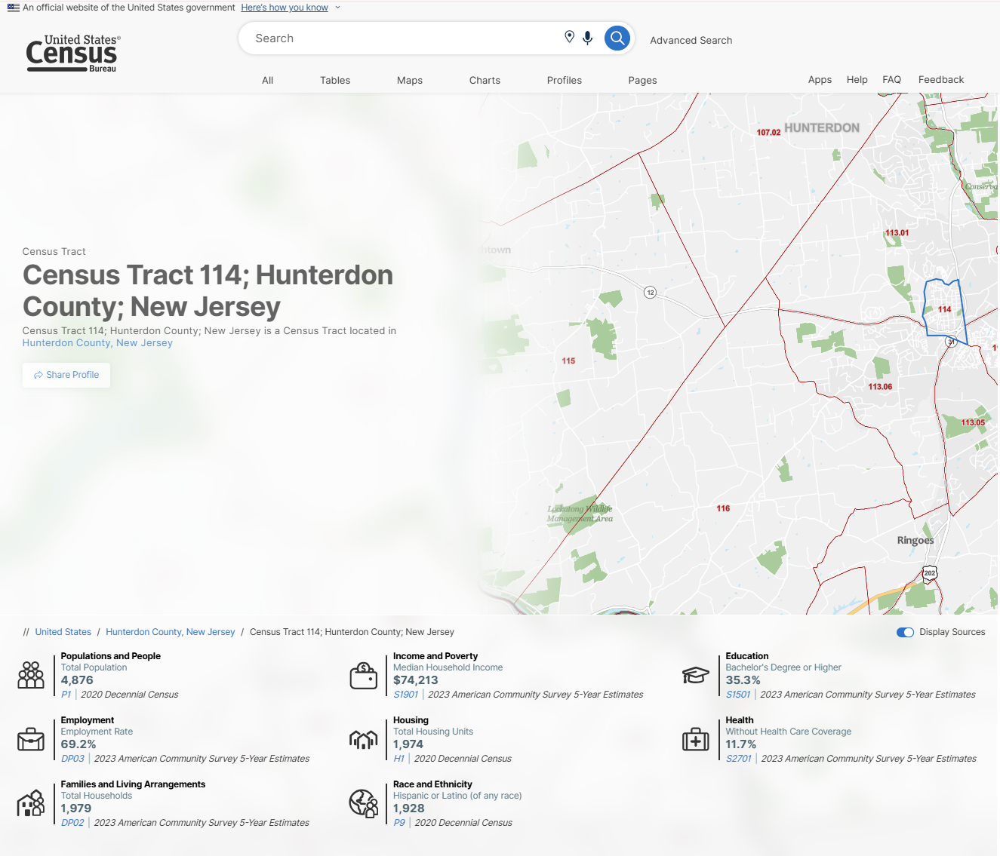 An official website of the United States government Here's how you know
United States®
Census
Bureau
Search
Advanced Search
All Tables Maps Charts Profiles Pages
Apps Help FAQ Feedback
107.02 HUNTERDON
Conserva
113.01
htown
12
114
31
115
113.06
113.05
Lockatong Wildlife
Management Area
116
Ringoes
202
Census Tract
Census Tract 114; Hunterdon
County; New Jersey
Census Tract 114; Hunterdon County; New Jersey is a Census Tract located in
Hunterdon County, New Jersey
Share Profile
// United States / Hunterdon County, New Jersey / Census Tract 114; Hunterdon County; New Jersey
Display Sources
Populations and People
Total Population
4,876
P1 | 2020 Decennial Census
Income and Poverty
Median Household Income
$74,213
S1901 | 2023 American Community Survey 5-Year Estimates
Education
Bachelor's Degree or Higher
35.3%
S1501 | 2023 American Community Survey 5-Year Estimates
Employment
Employment Rate
69.2%
DP03 | 2023 American Community Survey 5-Year Estimates
Housing
Total Housing Units
1,974
H1 | 2020 Decennial Census
Health
Without Health Care Coverage
11.7%
S2701 | 2023 American Community Survey 5-Year Estimates
Families and Living Arrangements
Total Households
1,979
DP02 | 2023 American Community Survey 5-Year Estimates
Race and Ethnicity
Hispanic or Latino (of any race)
1,928
P9 | 2020 Decennial Census